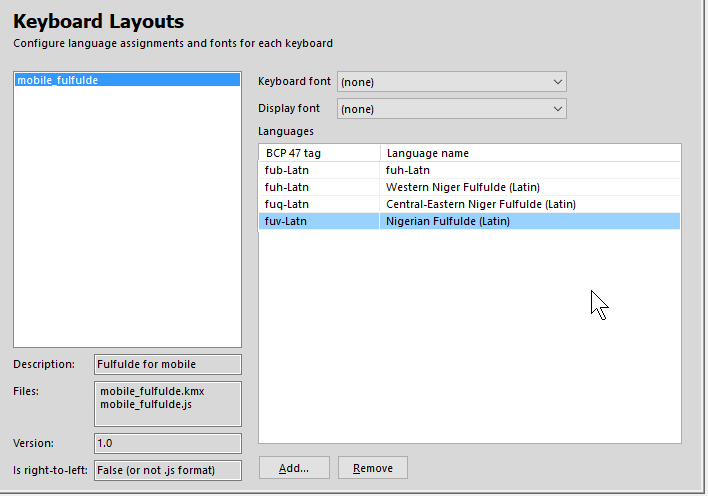 Keyboard Layouts
Configure language assignments and fonts for each keyboard
mobile_fulfulde
Keyboard font (none)
Display font (none)
Languages
BCP 47 tag Language name
fub-Latn fuh-Latn
fuh-Latn Western Niger Fulfulde (Latin)
fuq-Latn Central-Eastern Niger Fulfulde (Latin)
fuv-Latn Nigerian Fulfulde (Latin)
Description: Fulfulde for mobile
Files: mobile_fulfulde.kmx
mobile_fulfulde.js
Version: 1.0
Is right-to-left: False (or not .js format)
Add... Remove